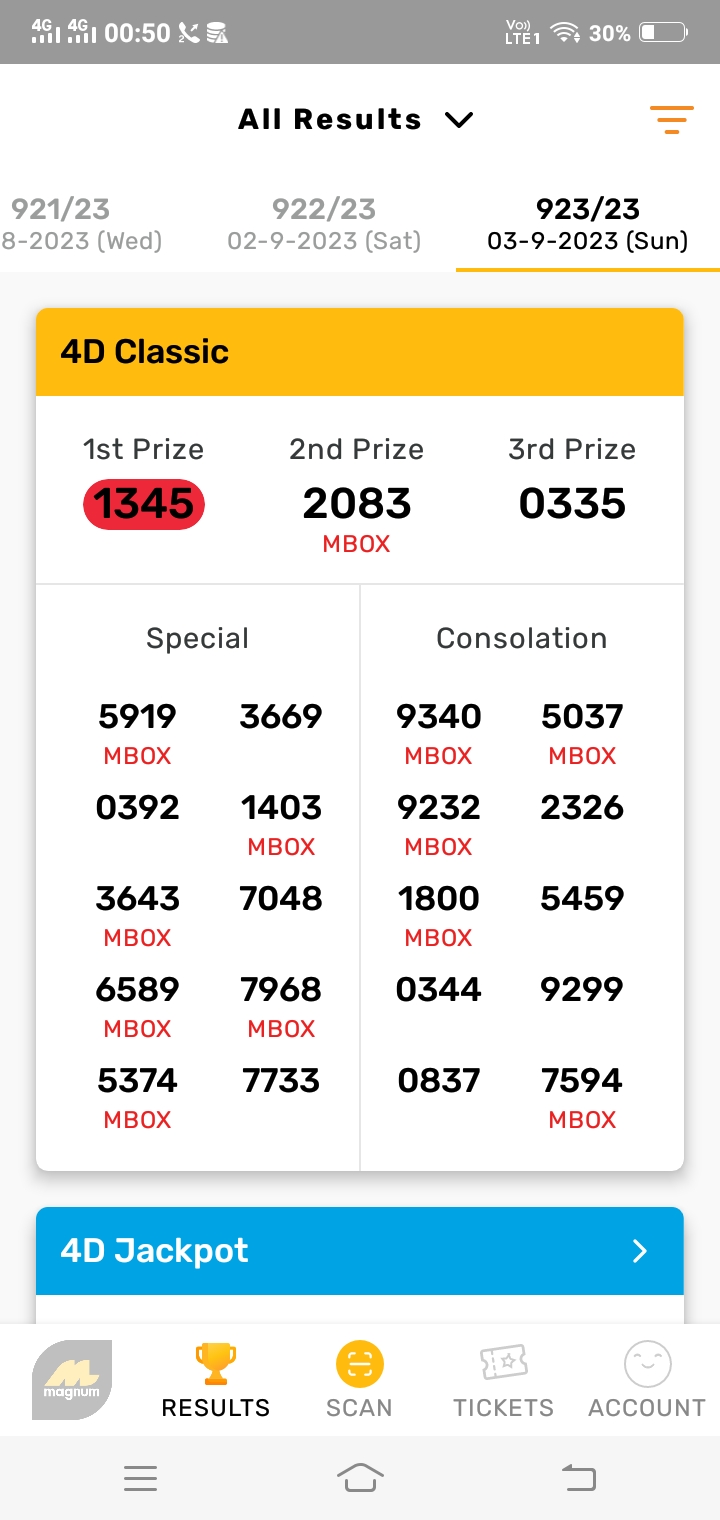 4G 4G 00:50 2 Vo)) LTE1 30%
All Results
921/23 922/23 923/23
8-2023 (Wed) 02-9-2023 (Sat) 03-9-2023 (Sun)
4D Classic
1st Prize 2nd Prize 3rd Prize
1345 2083 0335
MBOX
Special Consolation
5919 3669 9340 5037
MBOX MBOX MBOX
0392 1403 9232 2326
MBOX MBOX
3643 7048 1800 5459
MBOX MBOX
6589 7968 0344 9299
MBOX MBOX
5374 7733 0837 7594
MBOX MBOX
4D Jackpot
magnum
RESULTS SCAN TICKETS ACCOUNT